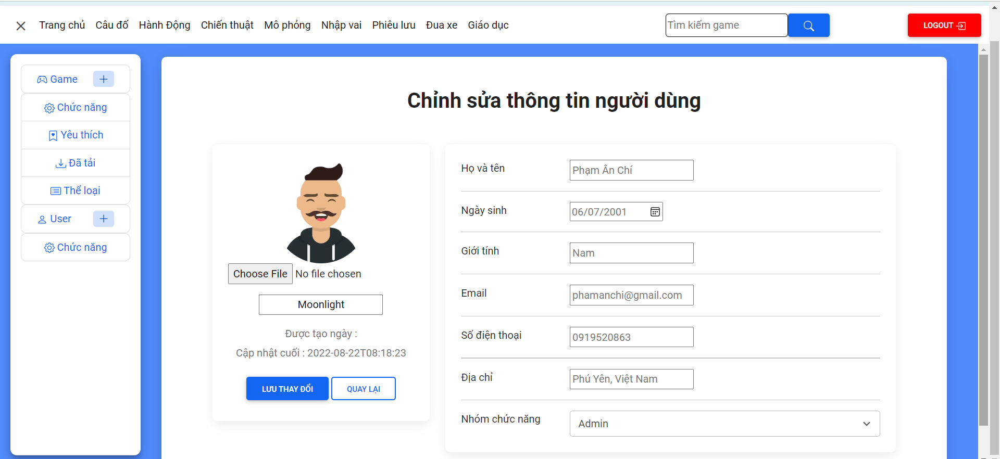 Trang chủ Câu đố Hành Động Chiến thuật Mô phỏng Nhập vai Phiêu lưu Đua xe Giáo dục Tìm kiếm game LOGOUT
Game
Chức năng
Yêu thích
Đã tải
Thể loại
User
Chức năng
Chỉnh sửa thông tin người dùng
Choose File No file chosen
Moonlight
Được tạo ngày :
Cập nhật cuối : 2022-08-22T08:18:23
LƯU THAY ĐỔI QUAY LẠI
Họ và tên Phạm Ân Chí
Ngày sinh 06/07/2001
Giới tính Nam
Email phamanchi@gmail.com
Số điện thoại 0919520863
Địa chỉ Phú Yên, Việt Nam
Nhóm chức năng Admin